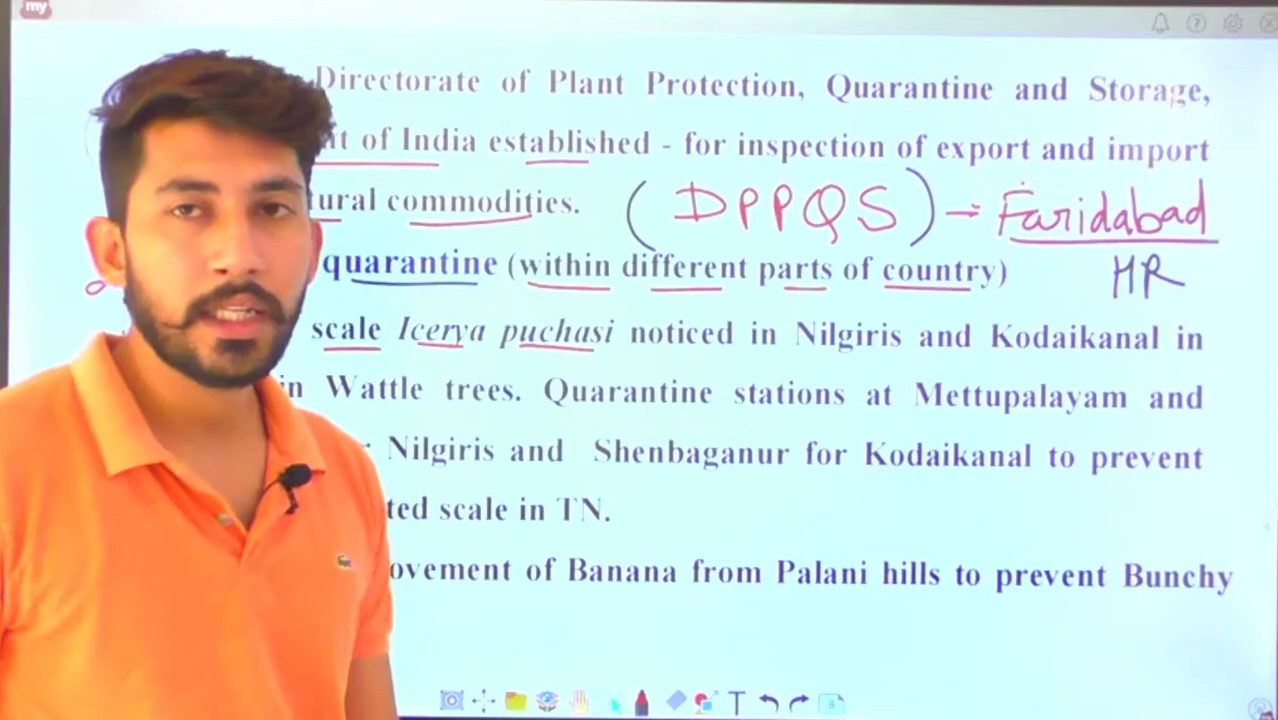 my
Directorate of Plant Protection, Quarantine and Storage,
of India established - for inspection of export and import
commodities. (DPPQS) → Faridabad
quarantine (within different parts of country) HR
scale Icerya puchasi noticed in Nilgiris and Kodaikanal in
in Wattle trees. Quarantine stations at Mettupalayam and
Nilgiris and Shenbaganur for Kodaikanal to prevent
ted scale in TN.
ovement of Banana from Palani hills to prevent Bunchy